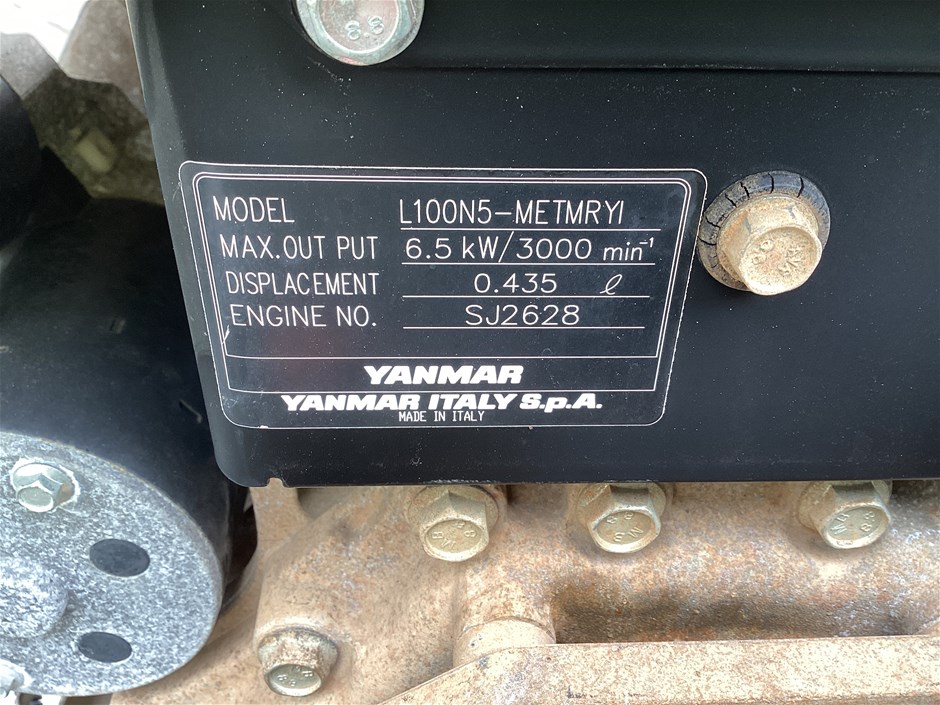 MODEL L100N5-METMRYI
MAX.OUT PUT 6.5 kW/3000 min⁻¹
DISPLACEMENT 0.435 ℓ
ENGINE NO. SJ2628
YANMAR
YANMAR ITALY S.p.A.
MADE IN ITALY